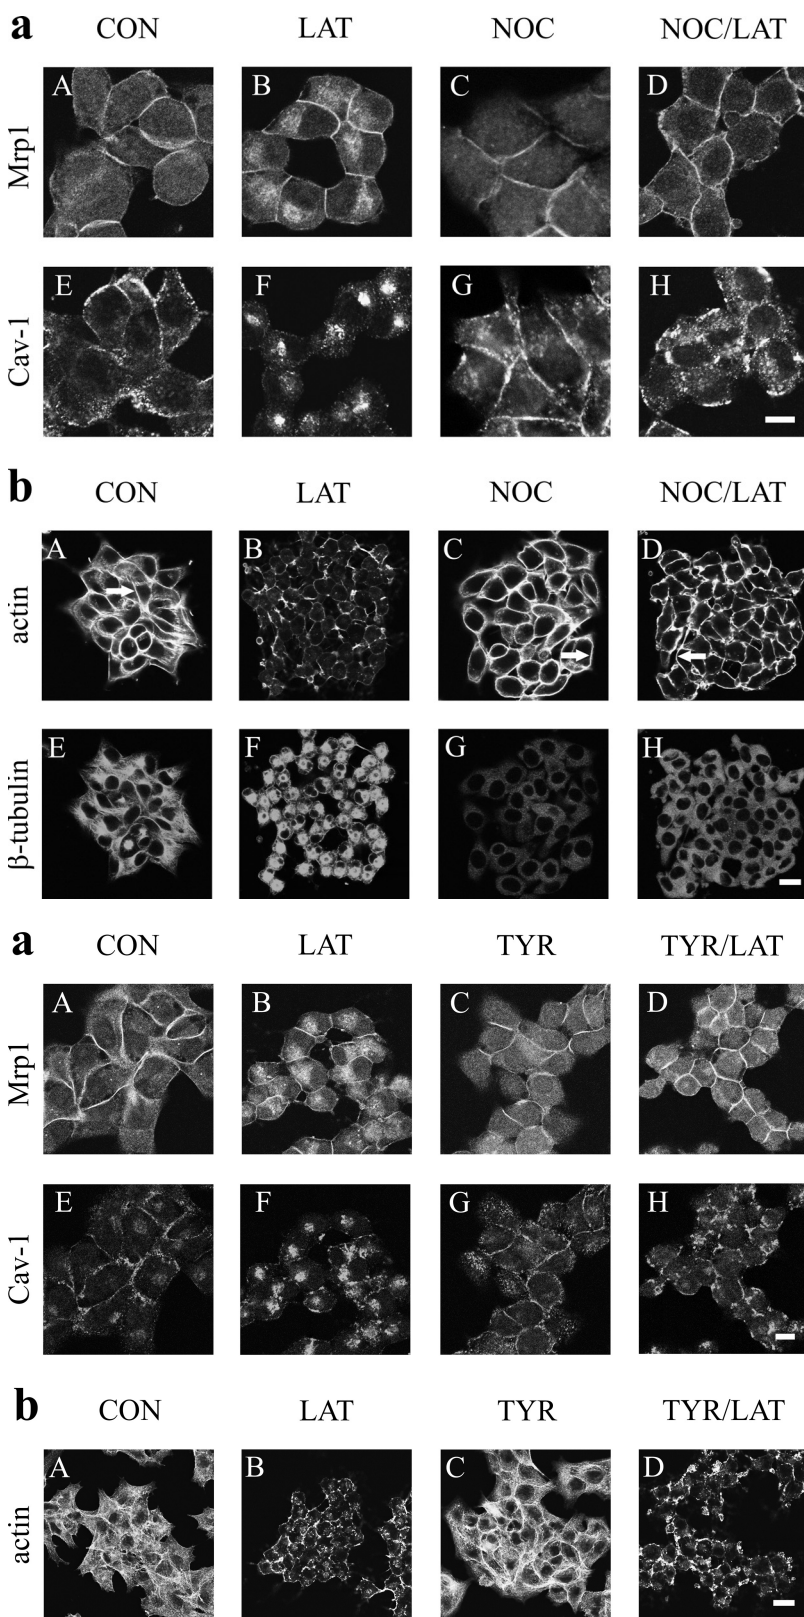 a
CON LAT NOC NOC/LAT
Mrp1
A B C D
Cav-1
E F G H
b
CON LAT NOC NOC/LAT
actin
A B C D
β-tubulin
E F G H
a
CON LAT TYR TYR/LAT
Mrp1
A B C D
Cav-1
E F G H
b
CON LAT TYR TYR/LAT
actin
A B C D